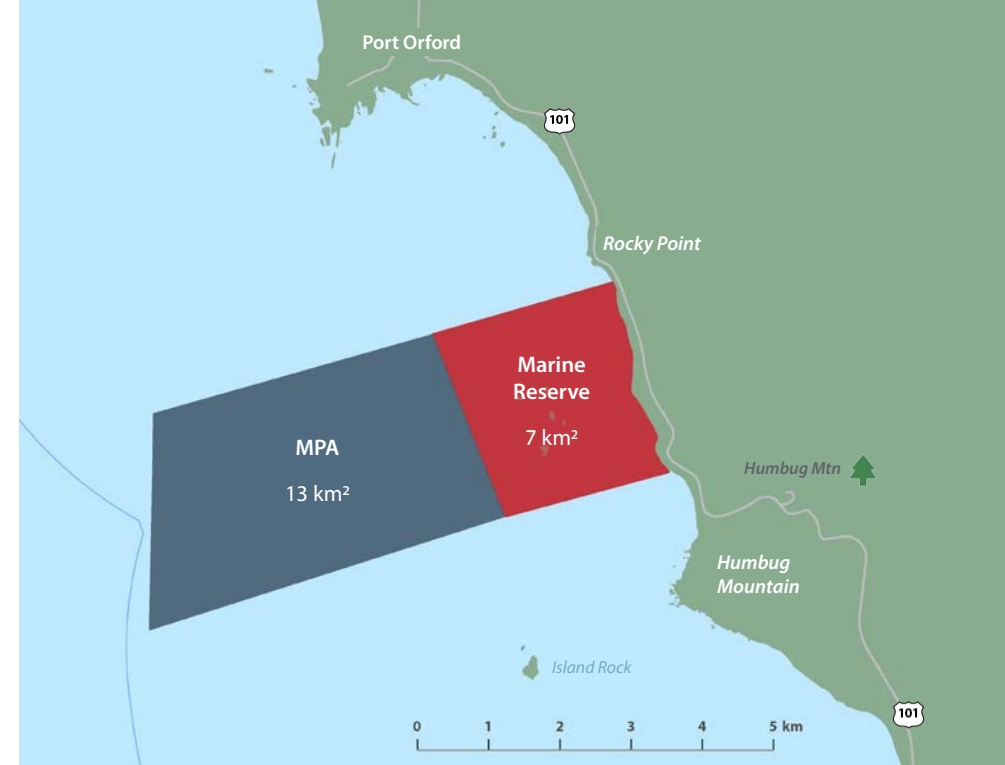 Port Orford
101
Rocky Point
Marine
Reserve
7 km²
MPA
13 km²
Humbug Mtn
Humbug
Mountain
Island Rock
101
0 1 2 3 4 5 km